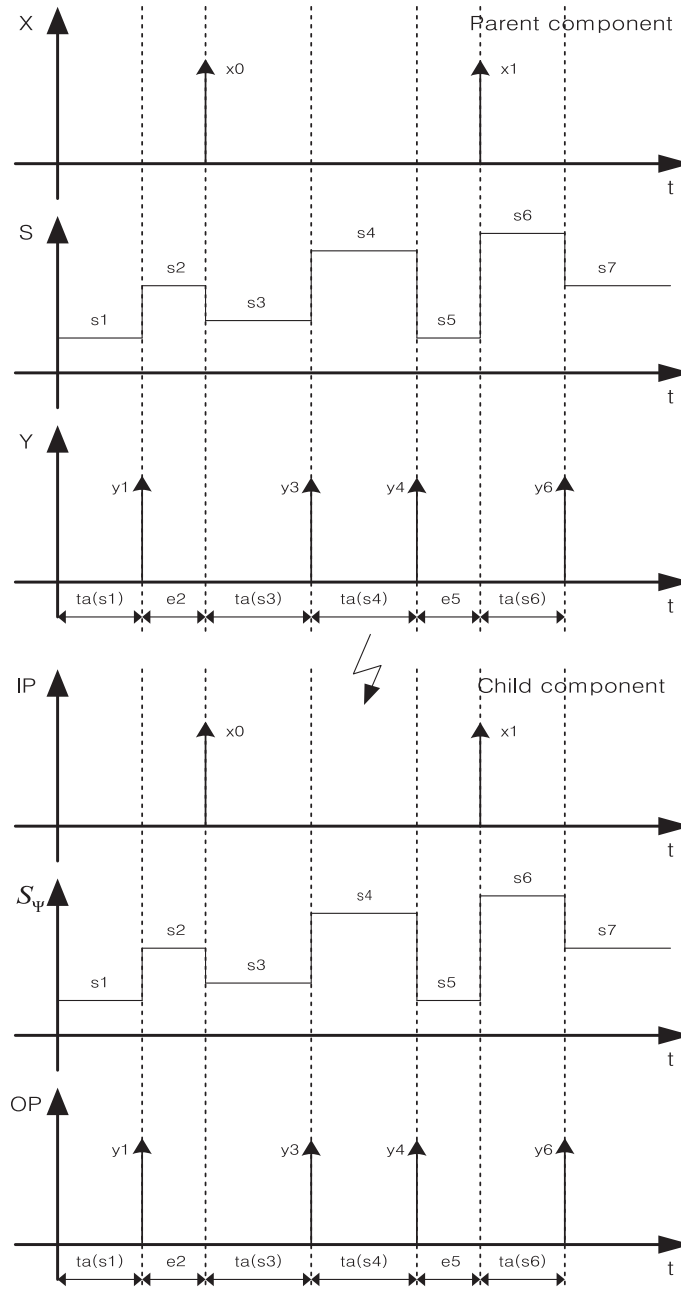 X
Parent component
x0
x1
t
S
s1
s2
s3
s4
s5
s6
s7
t
Y
y1
y3
y4
y6
ta(s1)
e2
ta(s3)
ta(s4)
e5
ta(s6)
t
IP
Child component
x0
x1
t
SΨ
s1
s2
s3
s4
s5
s6
s7
t
OP
y1
y3
y4
y6
ta(s1)
e2
ta(s3)
ta(s4)
e5
ta(s6)
t